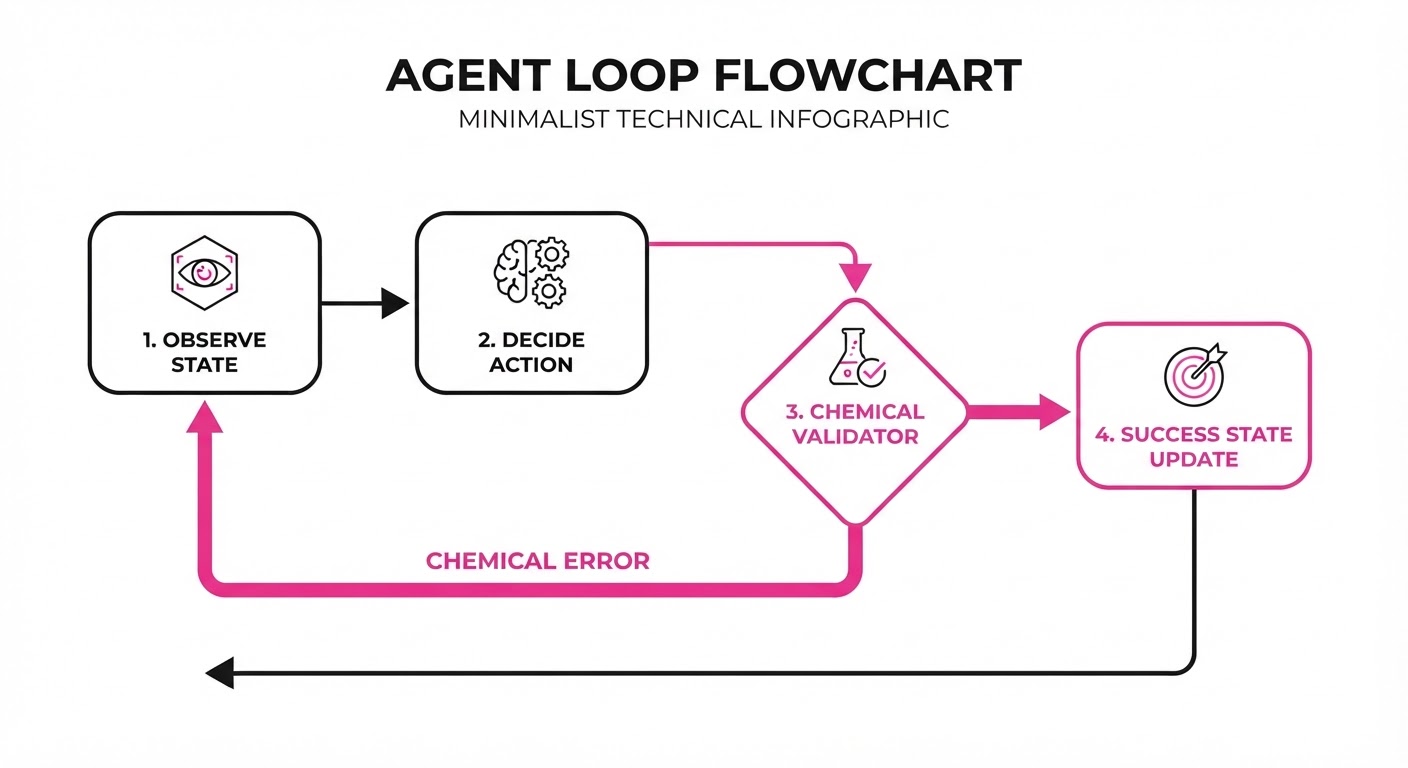 AGENT LOOP FLOWCHART
MINIMALIST TECHNICAL INFOGRAPHIC
1. OBSERVE
STATE
2. DECIDE
ACTION
3. CHEMICAL
VALIDATOR
4. SUCCESS STATE
UPDATE
CHEMICAL ERROR